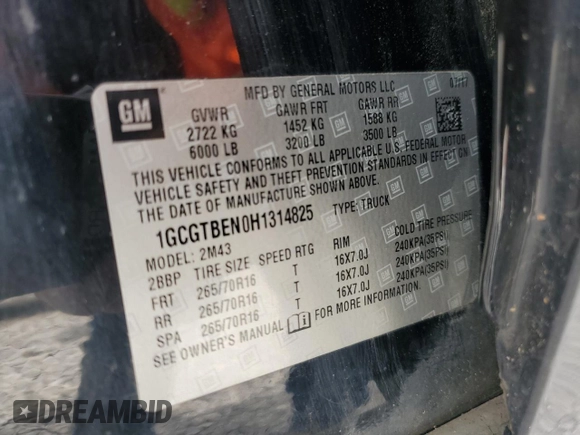 GM
MFD BY GENERAL MOTORS LLC
GVWR GAWR FRT GAWR RR
2722 KG 1452 KG 1588 KG
6000 LB 3200 LB 3500 LB
THIS VEHICLE CONFORMS TO ALL APPLICABLE U.S. FEDERAL MOTOR
VEHICLE SAFETY AND THEFT PREVENTION STANDARDS IN EFFECT ON
THE DATE OF MANUFACTURE SHOWN ABOVE.
1GCGTBEN0H1314825 TYPE: TRUCK
MODEL: 2M43
2BBP TIRE SIZE SPEED RTG RIM COLD TIRE PRESSURE
FRT 265/70R16 T 16X7.0J 240KPA(35PSI)
RR 265/70R16 T 16X7.0J 240KPA(35PSI)
SPA 265/70R16 T 16X7.0J 240KPA(35PSI)
SEE OWNER'S MANUAL FOR MORE INFORMATION.
DREAMBID